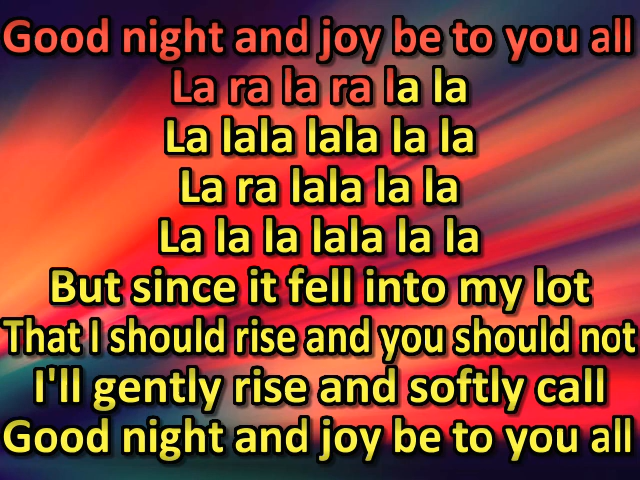 Good night and joy be to you all
La ra la ra la la
La lala lala la la
La ra lala la la
La la la lala la la
But since it fell into my lot
That I should rise and you should not
I'll gently rise and softly call
Good night and joy be to you all